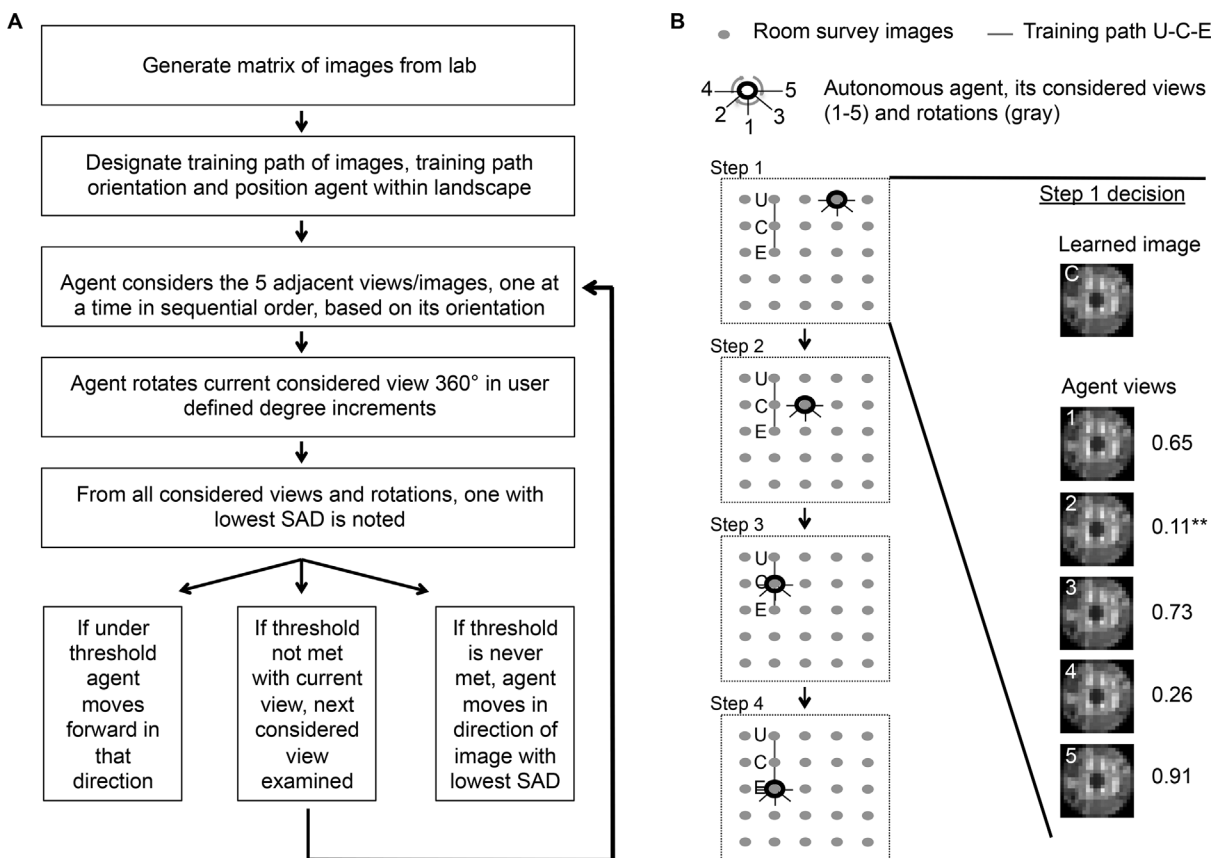 A
Generate matrix of images from lab
Designate training path of images, training path
orientation and position agent within landscape
Agent considers the 5 adjacent views/images, one at
a time in sequential order, based on its orientation
Agent rotates current considered view 360° in user
defined degree increments
From all considered views and rotations, one with
lowest SAD is noted
If under
threshold
agent
moves
forward in
that
direction
If threshold
not met
with current
view, next
considered
view
examined
If threshold
is never
met, agent
moves in
direction of
image with
lowest SAD
B
Room survey images
Training path U-C-E
4
5
2
3
1
Autonomous agent, its considered views
(1-5) and rotations (gray)
Step 1
U
C
E
Step 2
U
C
E
Step 3
U
C
E
Step 4
U
C
E
Step 1 decision
Learned image
C
Agent views
1
0.65
2
0.11**
3
0.73
4
0.26
5
0.91